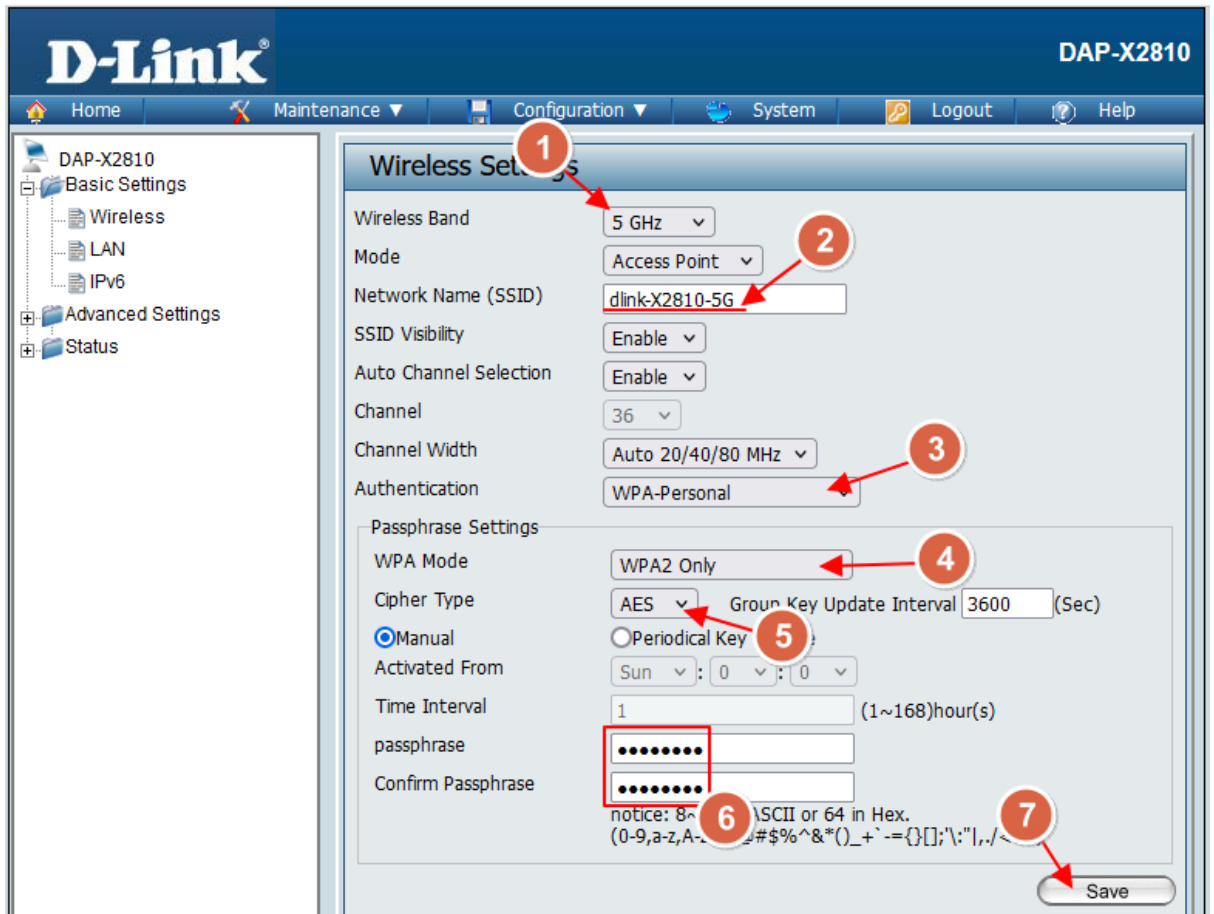 D-Link®
DAP-X2810
Home Maintenance ▼ Configuration ▼ System Logout Help
DAP-X2810
Basic Settings
Wireless
LAN
IPv6
Advanced Settings
Status
1
Wireless
Wireless Band 5 GHz
2
Mode Access Point
Network Name (SSID) dlink-X2810-5G
SSID Visibility Enable
Auto Channel Selection Enable
Channel 36
Channel Width Auto 20/40/80 MHz
3
Authentication WPA-Personal
Passphrase Settings
WPA Mode WPA2 Only
4
Cipher Type AES Group Key Update Interval 3600 (Sec)
5
Manual Periodical Key
Activated From Sun : 0 : 0
Time Interval 1 (1~168)hour(s)
passphrase ••••••••
Confirm Passphrase ••••••••
6
notice: 8~ ASCII or 64 in Hex.
(0-9,a-z,A- #$%^&*()_+`-={}[];'\:"|,./<
7
Save